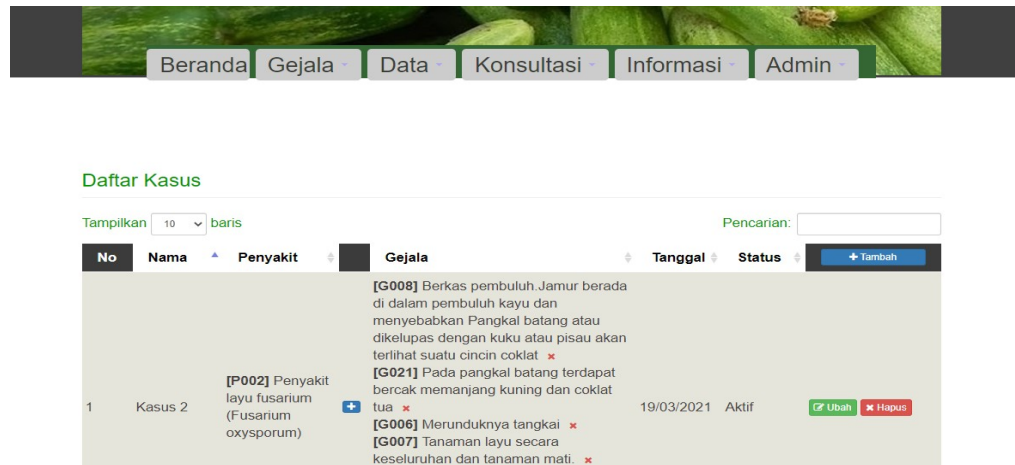 Beranda Gejala Data Konsultasi Informasi Admin
Daftar Kasus
Tampilkan 10 baris
Pencarian:
No Nama Penyakit Gejala Tanggal Status Tambah
1 Kasus 2
[P002] Penyakit
layu fusarium
(Fusarium
oxysporum)
[G008] Berkas pembuluh.Jamur berada
di dalam pembuluh kayu dan
menyebabkan Pangkal batang atau
dikelupas dengan kuku atau pisau akan
terlihat suatu cincin coklat
[G021] Pada pangkal batang terdapat
bercak memanjang kuning dan coklat
tua
[G006] Merunduknya tangkai
[G007] Tanaman layu secara
keseluruhan dan tanaman mati.
19/03/2021 Aktif Ubah Hapus